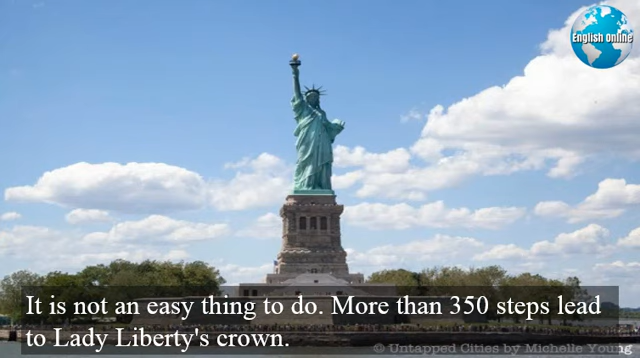 English online
It is not an easy thing to do. More than 350 steps lead
to Lady Liberty's crown.
© Untapped Cities by Michelle Young